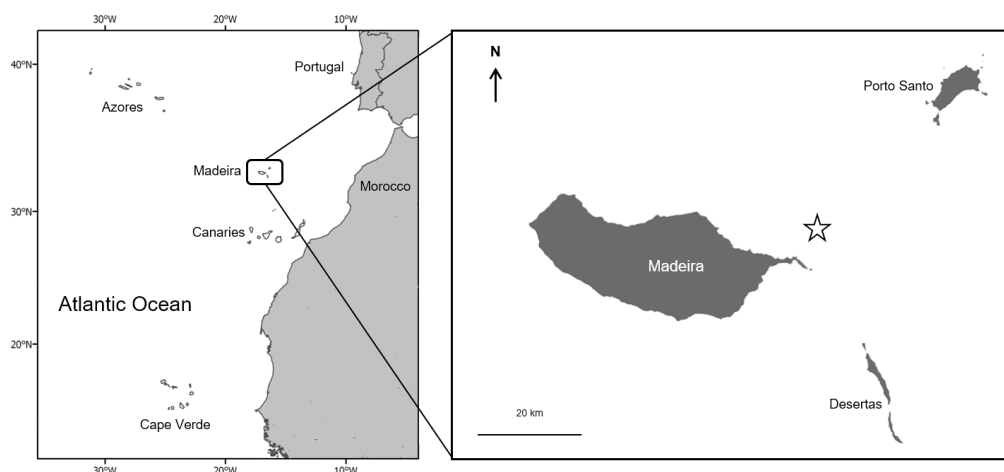 30°W
20°W
10°W
40°N
Portugal
Azores
Madeira
Morocco
30°N
Canaries
Atlantic Ocean
20°N
Cape Verde
30°W
20°W
10°W
N
Porto Santo
Madeira
Desertas
20 km